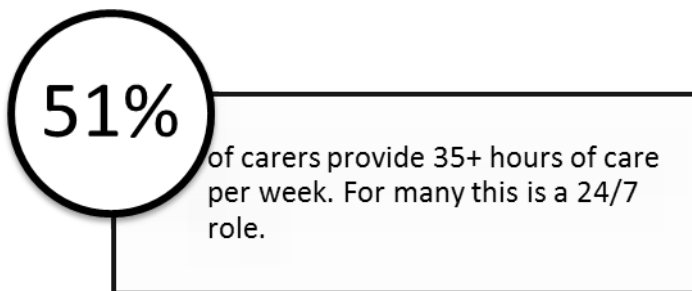 51%
of carers provide 35+ hours of care
per week. For many this is a 24/7
role.